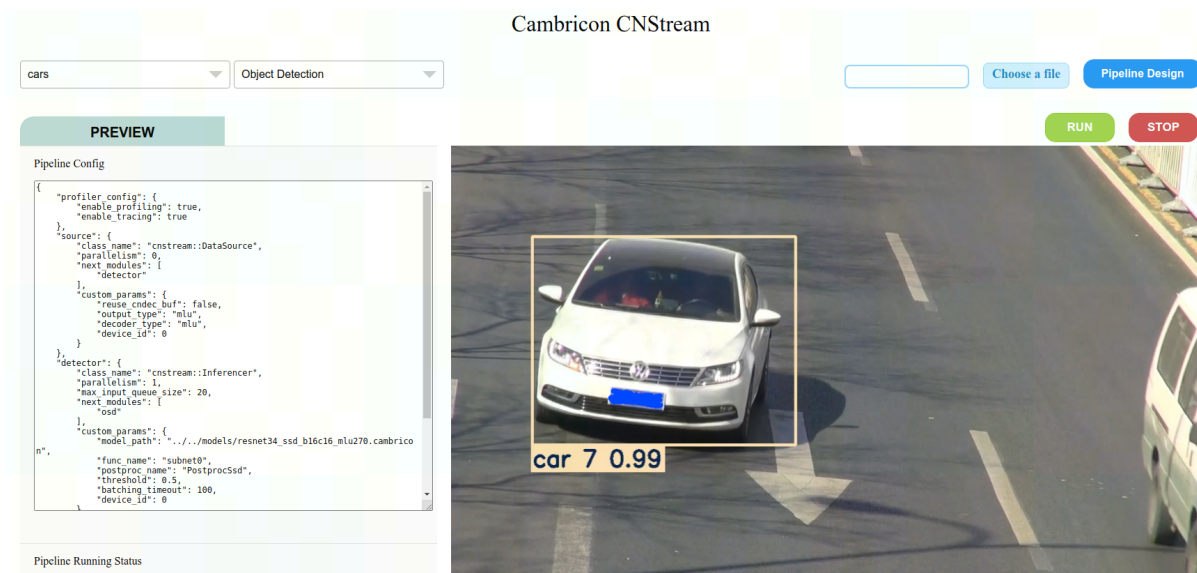 Cambricon CNStream
cars
Object Detection
Choose a file
Pipeline Design
PREVIEW
RUN
STOP
Pipeline Config
{
    "profiler_config": {
        "enable_profiling": true,
        "enable_tracing": true
    },
    "source": {
        "class_name": "cnstream::DataSource",
        "parallelism": 0,
        "next_modules": [
            "detector"
        ],
        "custom_params": {
            "reuse_cndec_buf": false,
            "output_type": "mlu",
            "decoder_type": "mlu",
            "device_id": 0
        }
    },
    "detector": {
        "class_name": "cnstream::Inferencer",
        "parallelism": 1,
        "max_input_queue_size": 20,
        "next_modules": [
            "osd"
        ],
        "custom_params": {
            "model_path": "../../models/resnet34_ssd_b16c16_mlu270.cambrico
n",
            "func_name": "subnet0",
            "postproc_name": "PostprocSsd",
            "threshold": 0.5,
            "batching_timeout": 100,
            "device_id": 0
        }
car 7 0.99
Pipeline Running Status